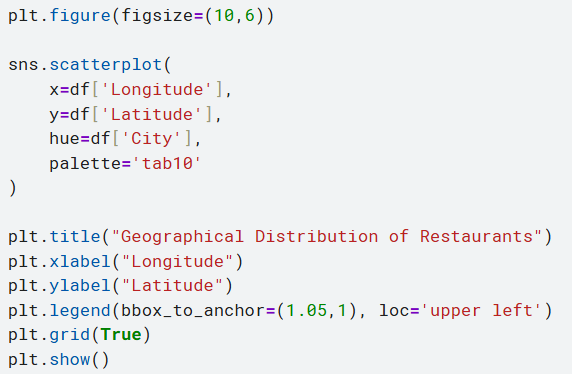 plt.figure(figsize=(10,6))
sns.scatterplot(
    x=df['Longitude'],
    y=df['Latitude'],
    hue=df['City'],
    palette='tab10'
)
plt.title("Geographical Distribution of Restaurants")
plt.xlabel("Longitude")
plt.ylabel("Latitude")
plt.legend(bbox_to_anchor=(1.05,1), loc='upper left')
plt.grid(True)
plt.show()